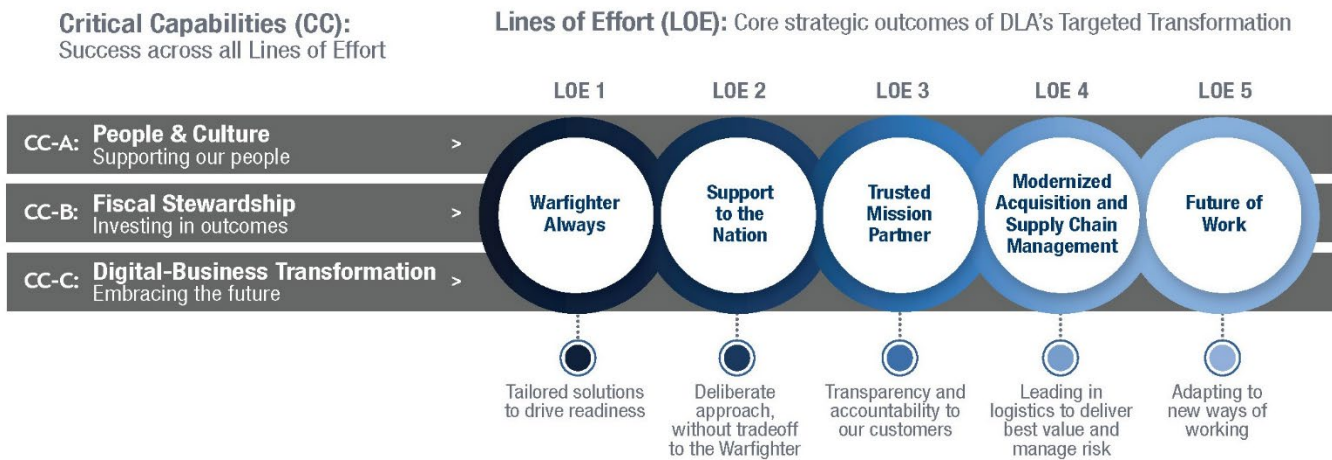 Critical Capabilities (CC):
Success across all Lines of Effort
Lines of Effort (LOE): Core strategic outcomes of DLA's Targeted Transformation
LOE 1
LOE 2
LOE 3
LOE 4
LOE 5
CC-A: People & Culture >
Supporting our people
CC-B: Fiscal Stewardship >
Investing in outcomes
CC-C: Digital-Business Transformation >
Embracing the future
Warfighter
Always
Support
to the
Nation
Trusted
Mission
Partner
Modernized
Acquisition and
Supply Chain
Management
Future of
Work
Tailored solutions
to drive readiness
Deliberate
approach,
without tradeoff
to the Warfighter
Transparency and
accountability to
our customers
Leading in
logistics to deliver
best value and
manage risk
Adapting to
new ways of
working